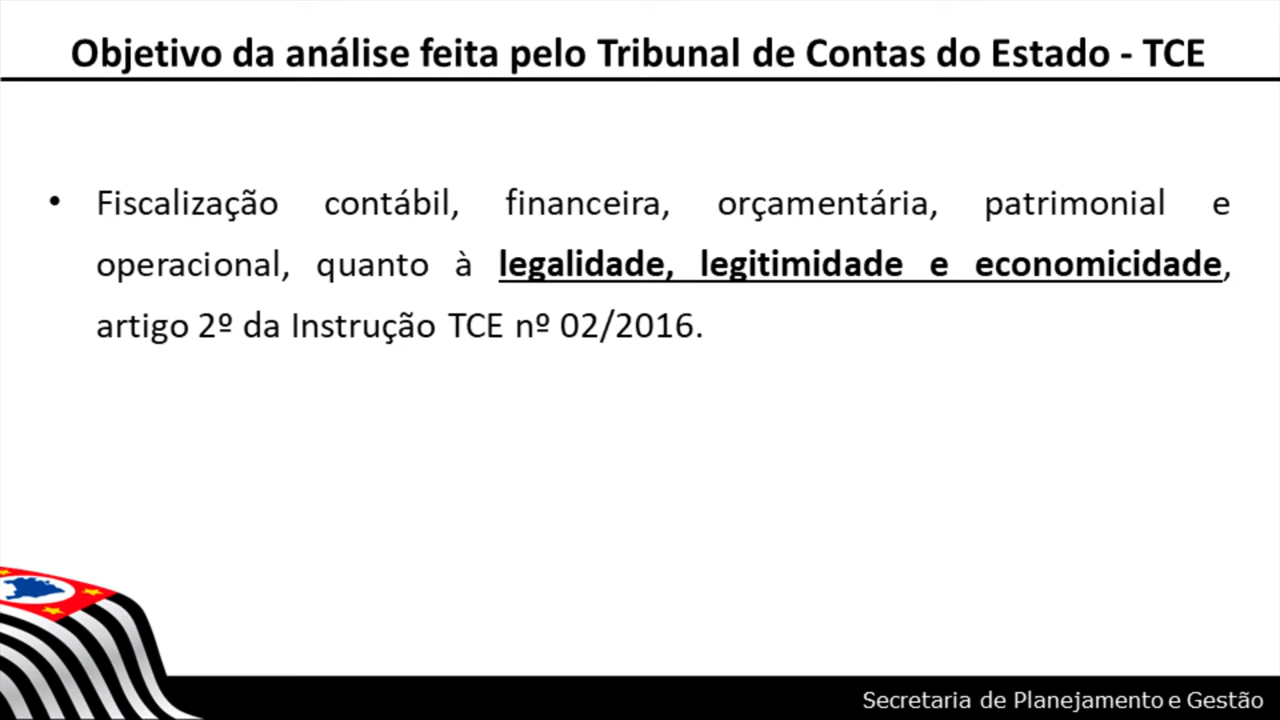 Objetivo da análise feita pelo Tribunal de Contas do Estado - TCE
• Fiscalização contábil, financeira, orçamentária, patrimonial e
operacional, quanto à legalidade, legitimidade e economicidade,
artigo 2º da Instrução TCE nº 02/2016.
Secretaria de Planejamento e Gestão